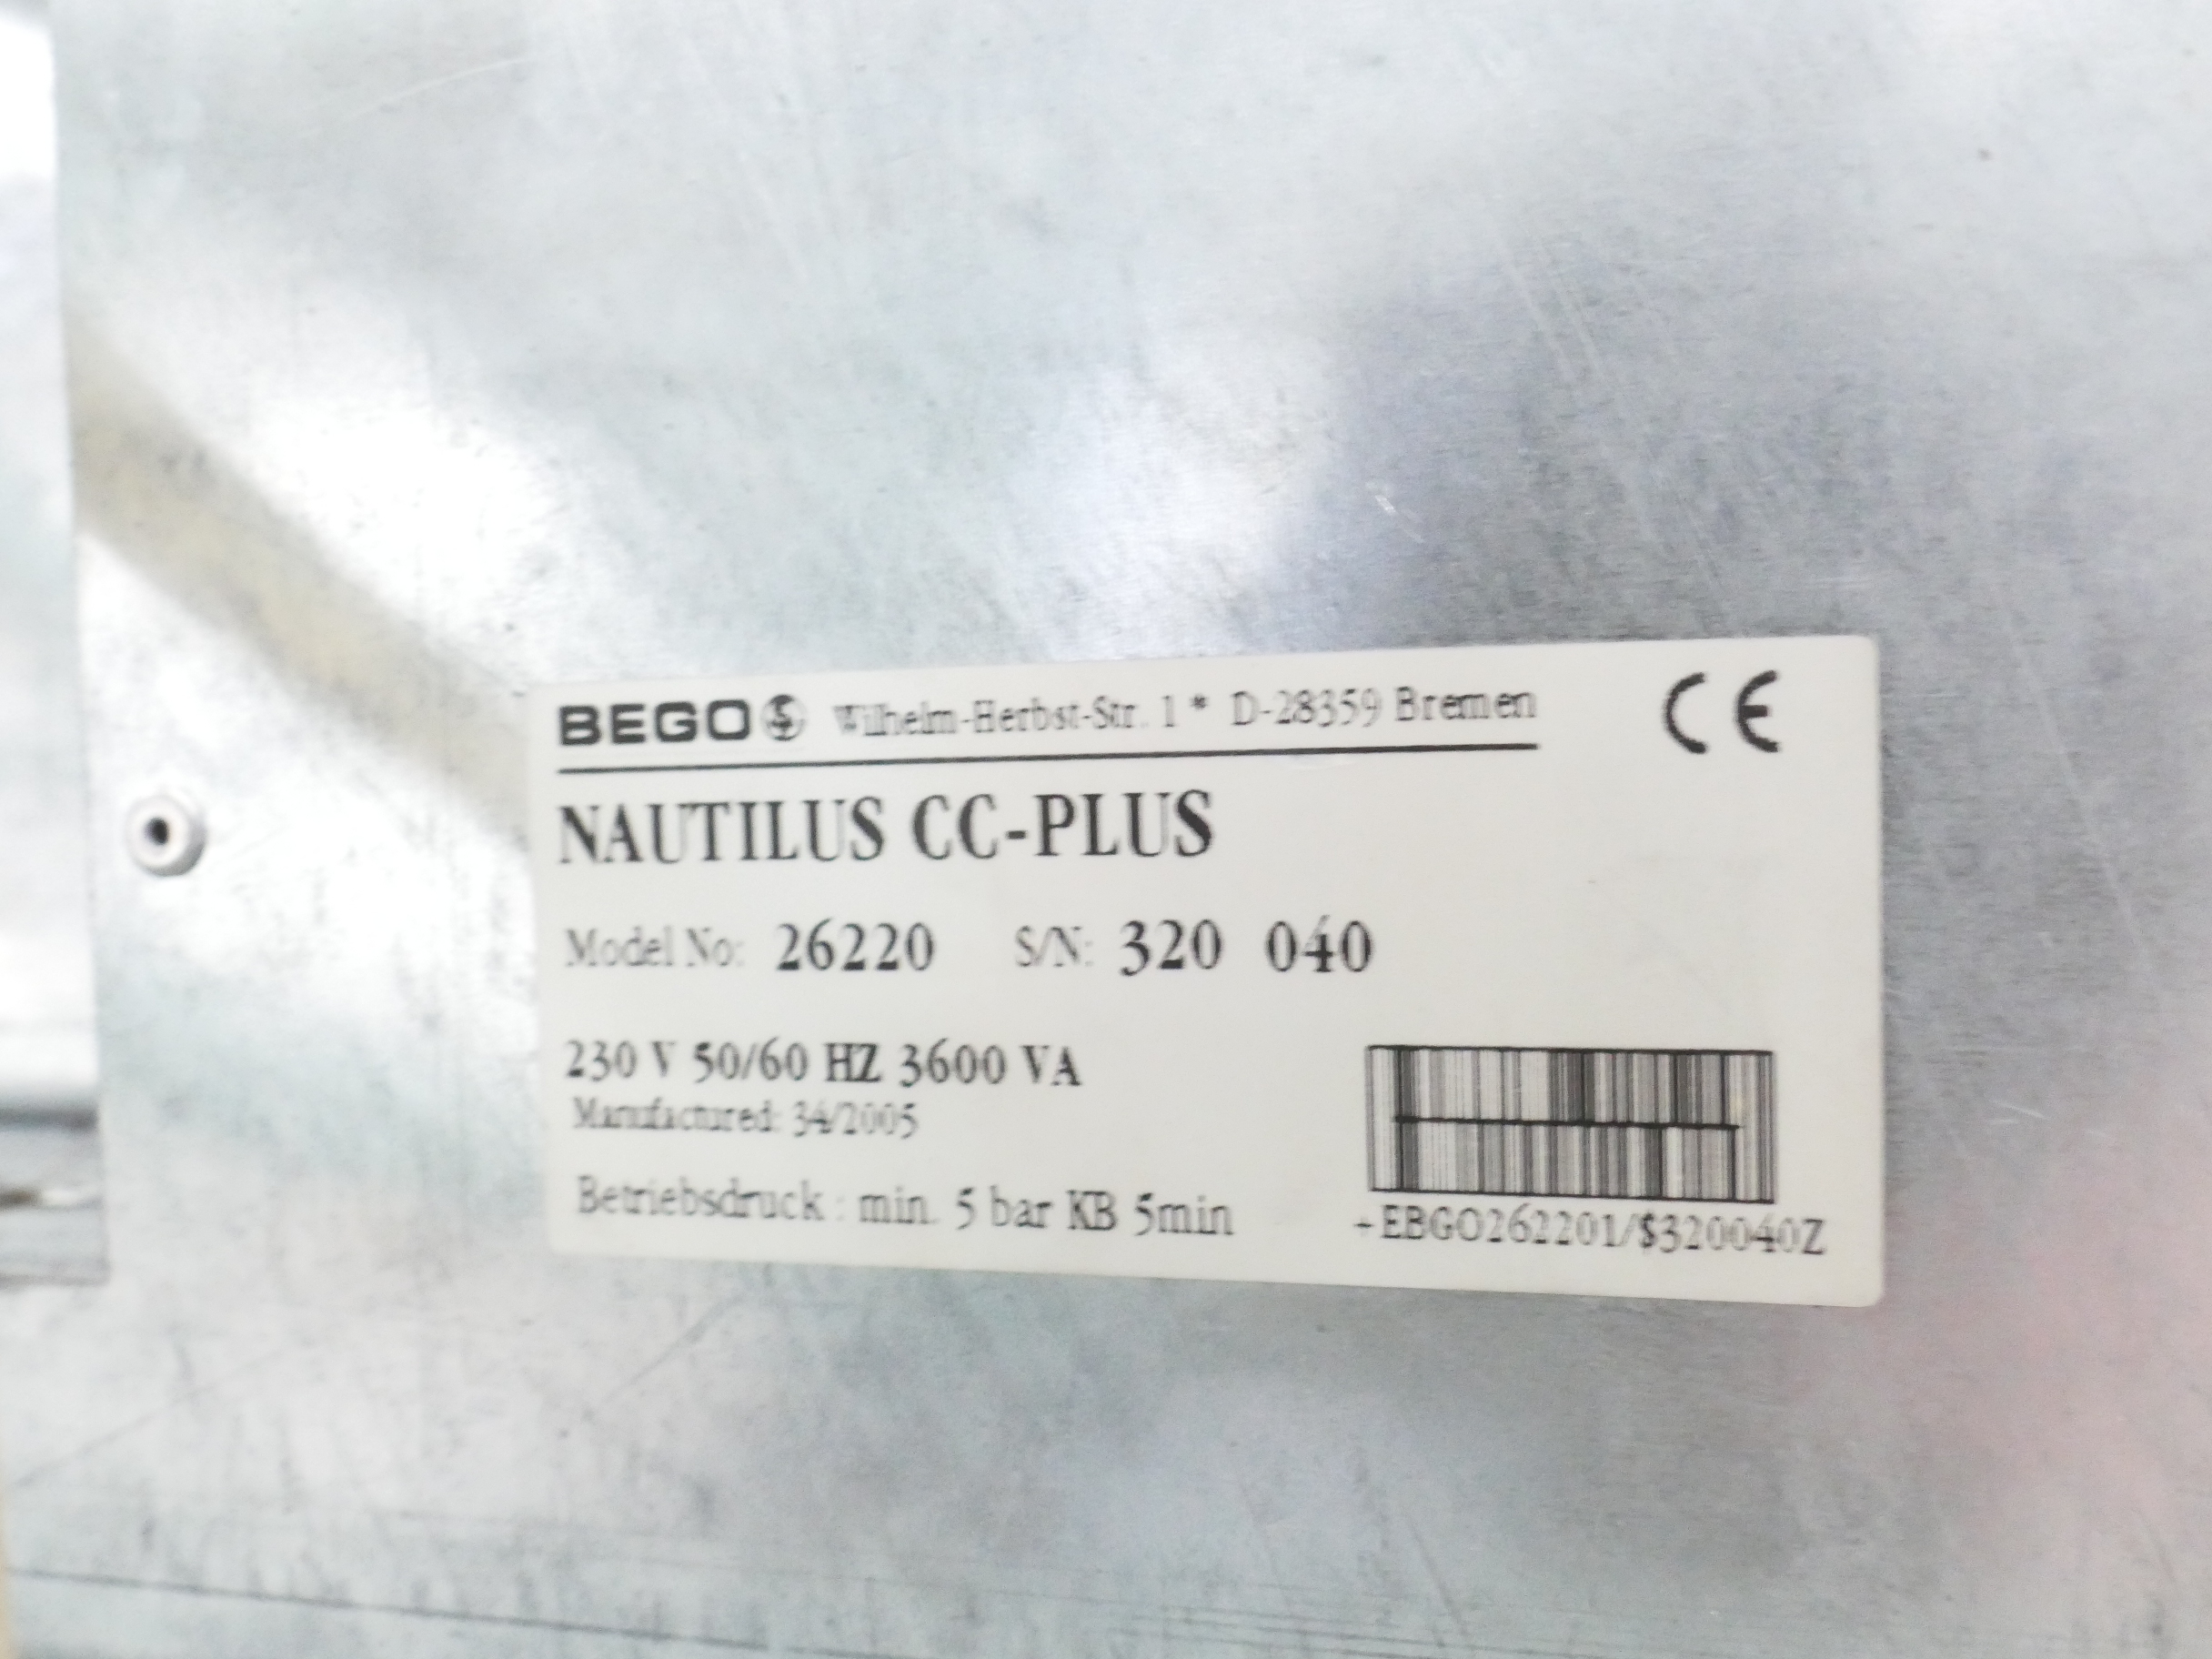 BEGO Wilhelm-Herbst-Str. 1 * D-28359 Bremen CE
NAUTILUS CC-PLUS
Model No: 26220 S/N: 320 040
230 V 50/60 HZ 3600 VA
Manufactured: 34/2005
Betriebsdruck : min. 5 bar KB 5min
+EBGO262201/$320040Z